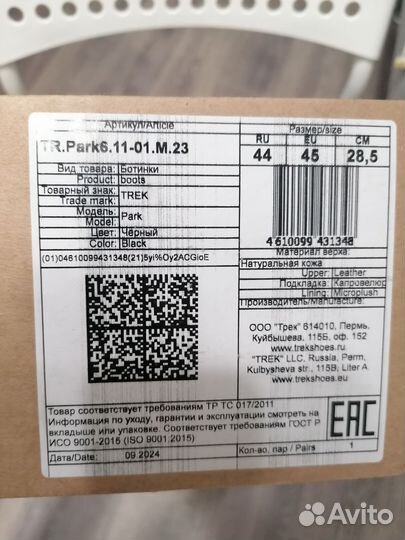 Артикул/Article
TR.Park6.11-01.M.23
Размер/size
RU EU CM
44 45 28,5
Вид товара: Ботинки
Product: boots
Товарный знак: TREK
Trade mark:
Модель: Park
Model:
Цвет: Чёрный
Color: Black
(01)04610099431348(21)5yi%Oy2ACGioE
4 610099 431348
Материал верха:
Натуральная кожа
Upper: Leather
Подкладка: Капровелюр
Lining: Microplush
Производитель/Manufacture:
ООО "Трек" 614010, Пермь,
Куйбышева, 115Б, оф. 152
www.trekshoes.ru
"TREK" LLC. Russia, Perm,
Kulbysheva str., 115B, Liter A
www.trekshoes.eu
Товар соответствует требованиям ТР ТС 017/2011
Информация по уходу, гарантии и эксплуатации смотреть на
вкладыше или упаковке. Соответствует требованиям ГОСТ Р
ИСО 9001-2015 (ISO 9001:2015)
EAC
Дата/Date: 09.2024
Кол-во. пар / Pairs 1
Avito